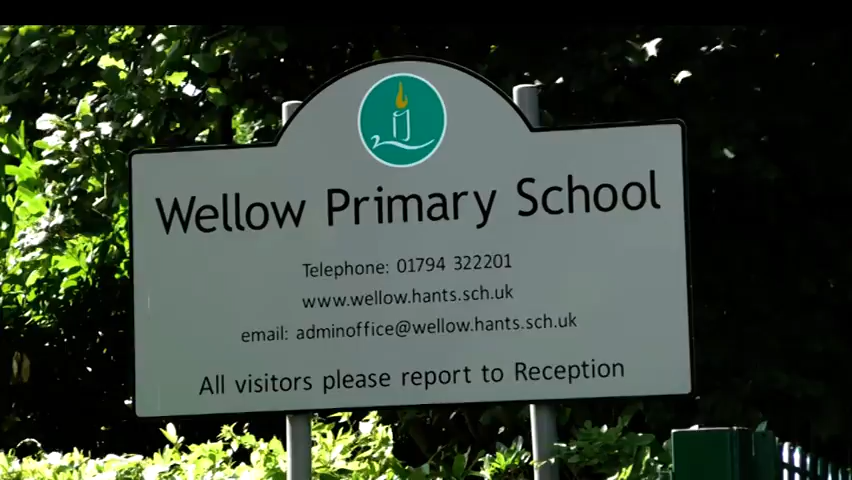 Wellow Primary School
Telephone: 01794 322201
www.wellow.hants.sch.uk
email: adminoffice@wellow.hants.sch.uk
All visitors please report to Reception